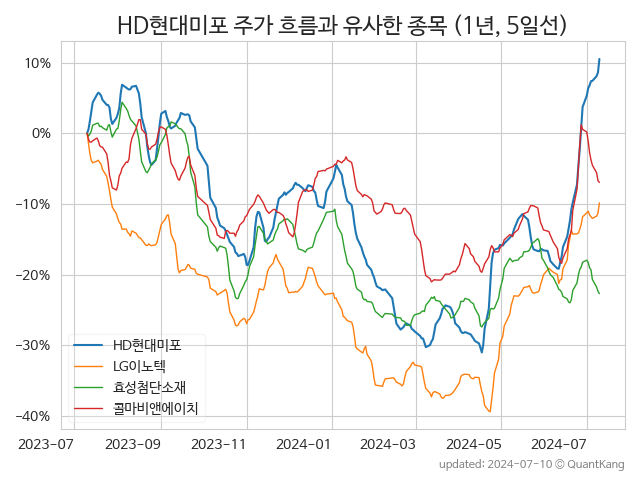 HD현대미포 주가 흐름과 유사한 종목 (1년, 5일선)
10%
0%
−10%
−20%
−30%
−40%
HD현대미포
LG이노텍
효성첨단소재
콜마비앤에이치
2023-07
2023-09
2023-11
2024-01
2024-03
2024-05
2024-07
updated: 2024-07-10 © QuantKang